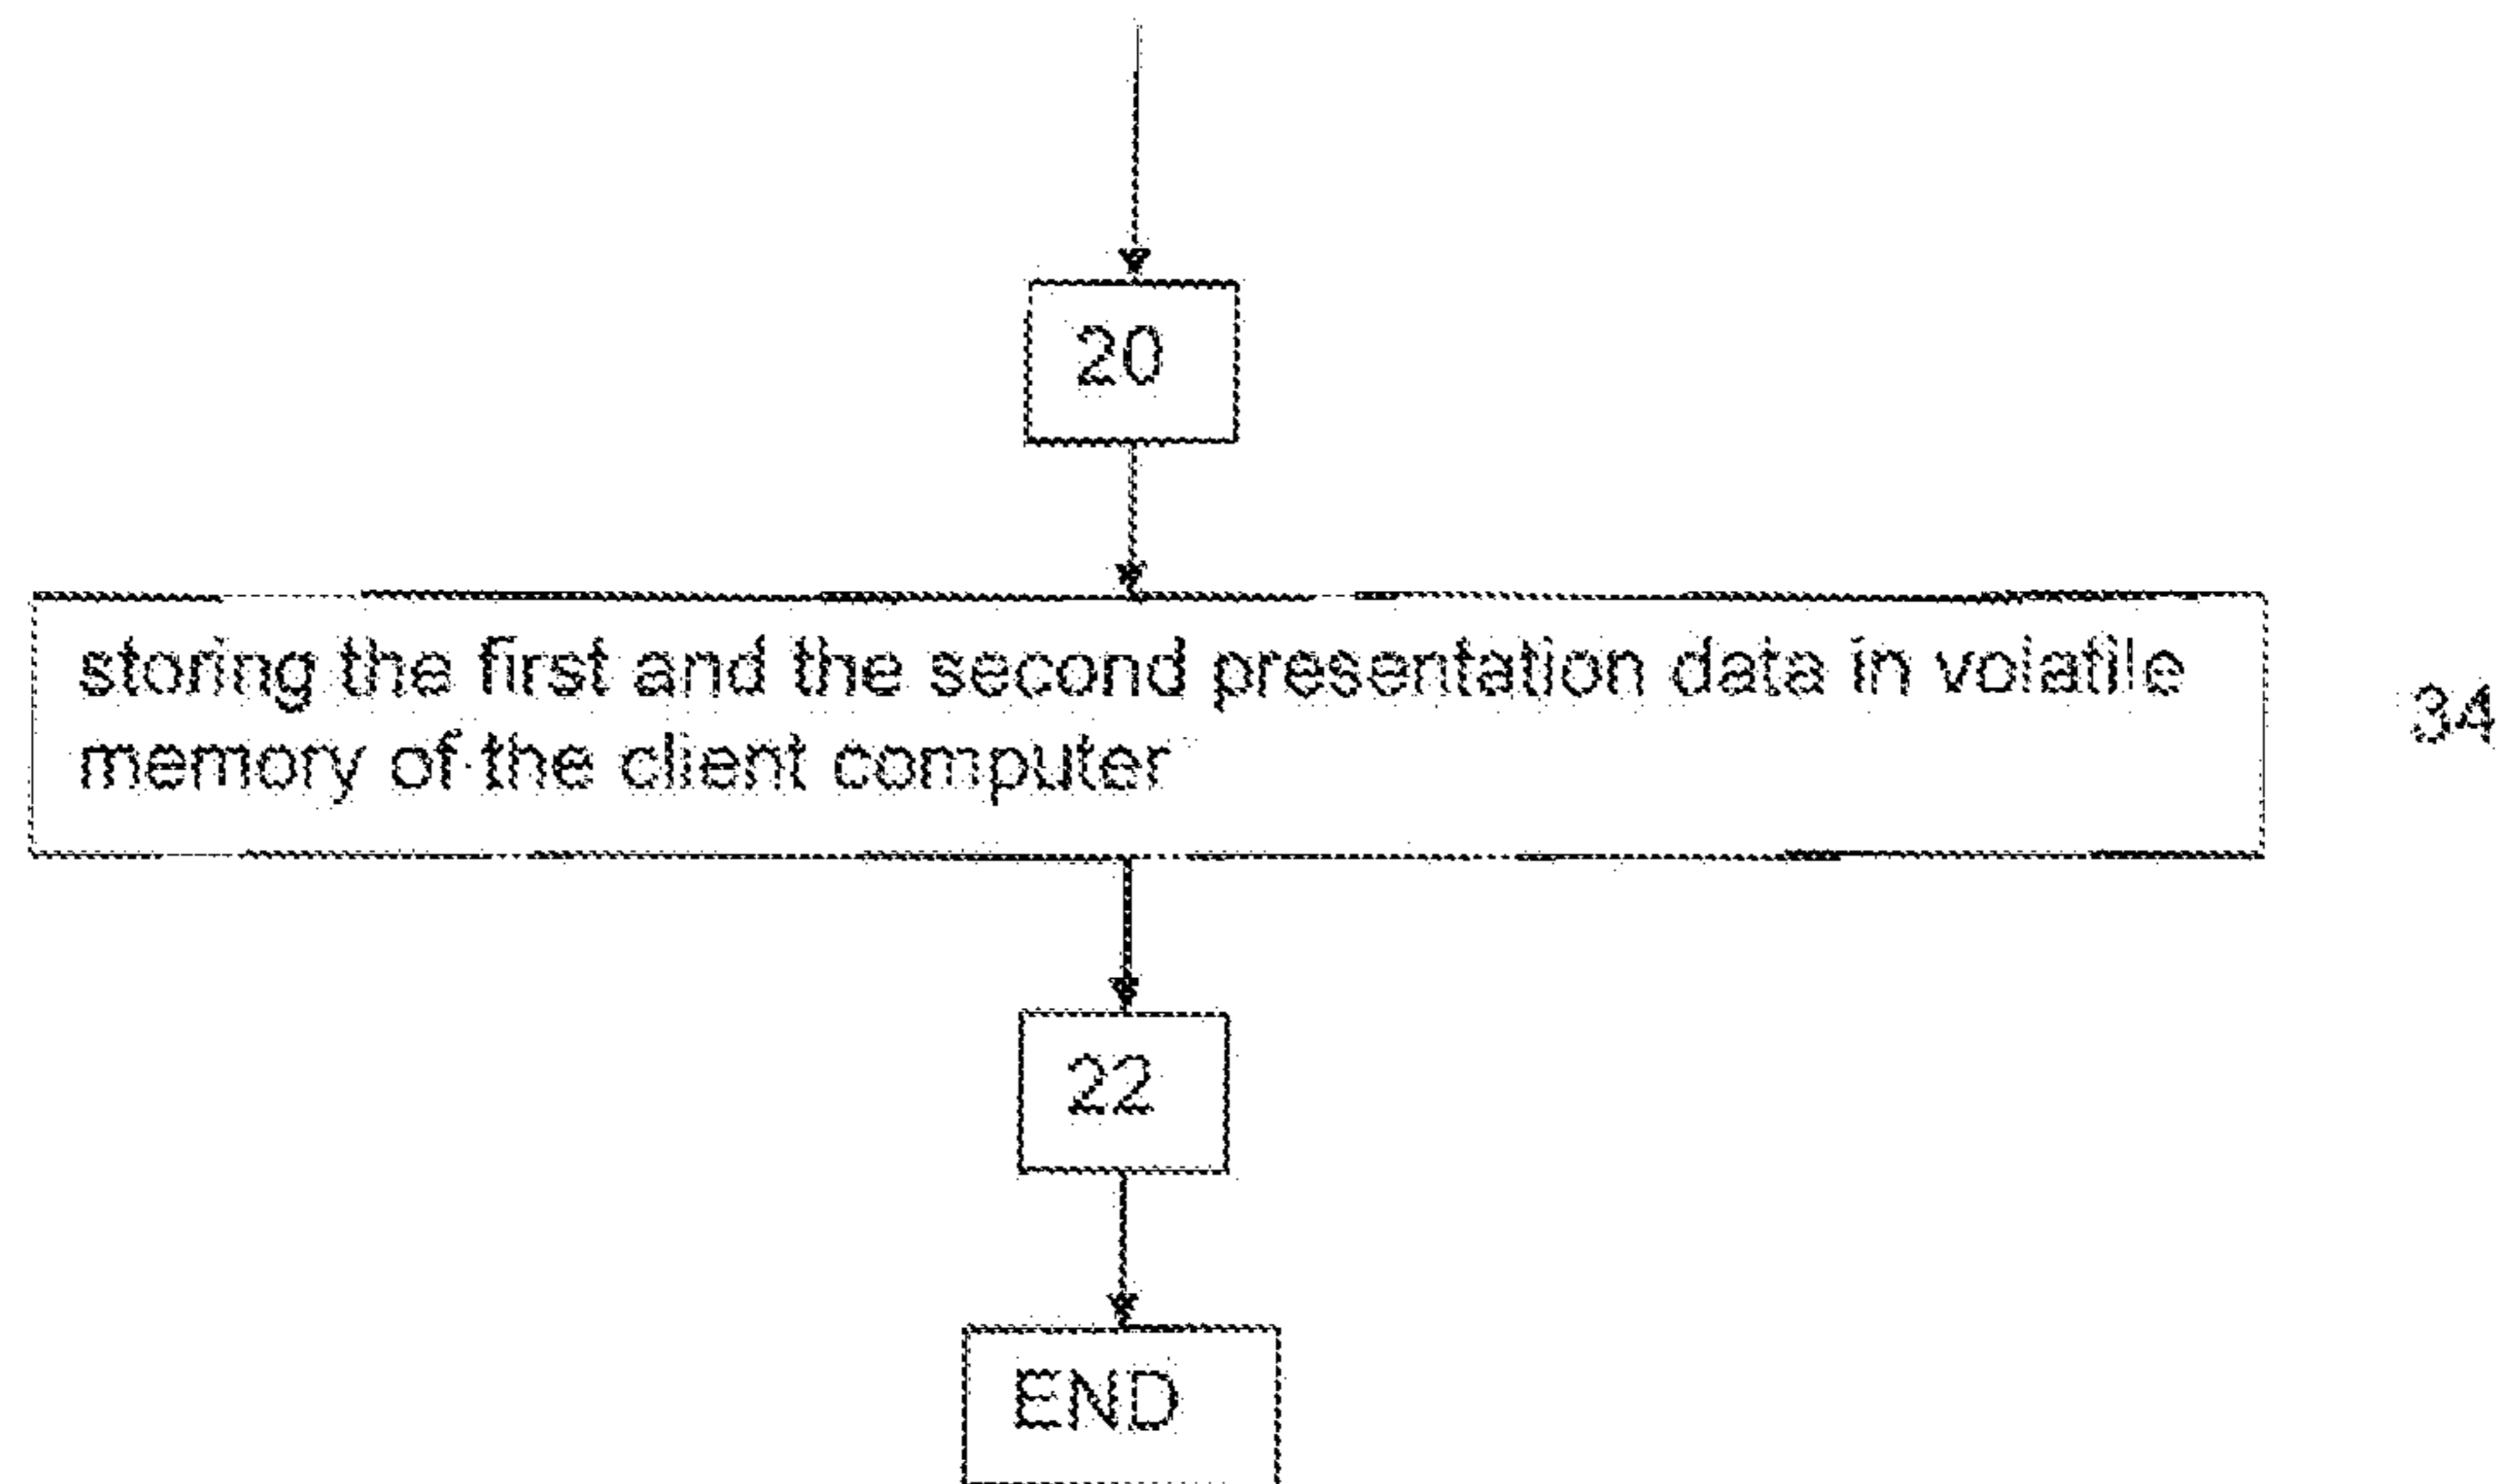 20
storing the first and the second presentation data in volatile
memory of the client computer
34
22
END